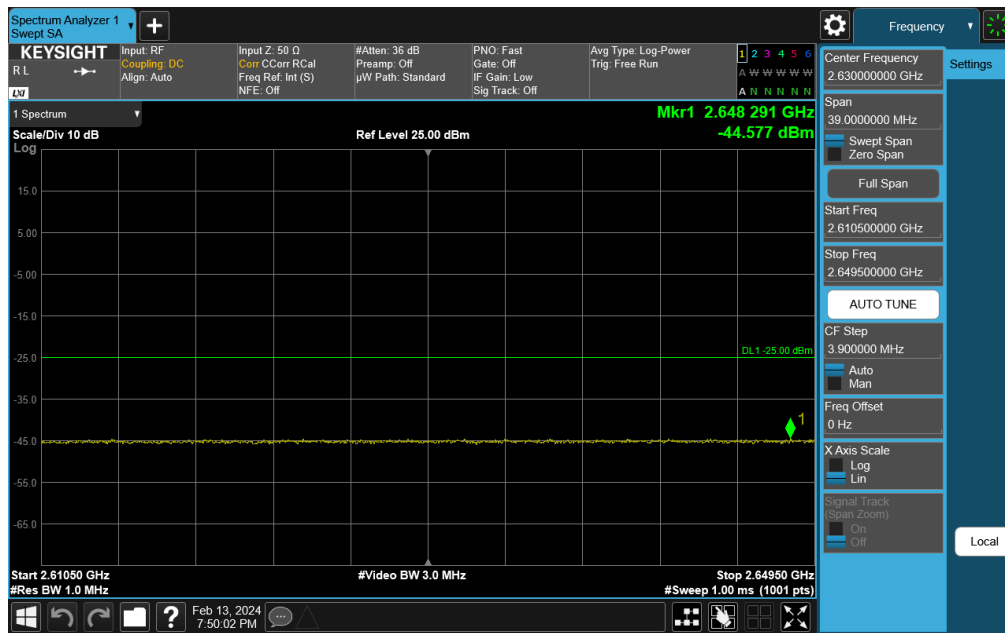 Spectrum Analyzer 1
Swept SA
Frequency
KEYSIGHT
R L
LXI
Input: RF
Coupling: DC
Align: Auto
Input Z: 50 Ω
Corr CCorr RCal
Freq Ref: Int (S)
NFE: Off
#Atten: 36 dB
Preamp: Off
µW Path: Standard
PNO: Fast
Gate: Off
IF Gain: Low
Sig Track: Off
Avg Type: Log-Power
Trig: Free Run
1 2 3 4 5 6
A W W W W W
A N N N N N
1 Spectrum
Mkr1 2.648 291 GHz
-44.577 dBm
Scale/Div 10 dB
Ref Level 25.00 dBm
Log
15.0
5.00
-5.00
-15.0
-25.0
-35.0
-45.0
-55.0
-65.0
DL1 -25.00 dBm
1
Start 2.61050 GHz
#Video BW 3.0 MHz
Stop 2.64950 GHz
#Res BW 1.0 MHz
#Sweep 1.00 ms (1001 pts)
Feb 13, 2024
7:50:02 PM
Center Frequency
2.630000000 GHz
Settings
Span
39.0000000 MHz
Swept Span
Zero Span
Full Span
Start Freq
2.610500000 GHz
Stop Freq
2.649500000 GHz
AUTO TUNE
CF Step
3.900000 MHz
Auto
Man
Freq Offset
0 Hz
X Axis Scale
Log
Lin
Signal Track
(Span Zoom)
On
Off
Local